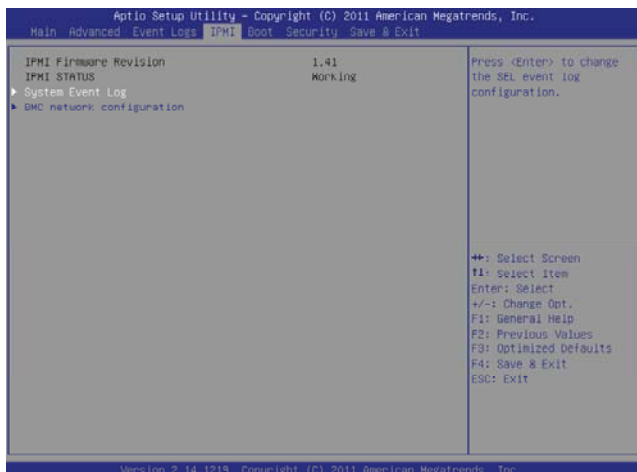 Aptio Setup Utility – Copyright (C) 2011 American Megatrends, Inc.
Main Advanced Event Logs IPMI Boot Security Save & Exit
IPMI Firmware Revision 1.41
IPMI STATUS Working
▶ System Event Log
▶ BMC network configuration
Press <Enter> to change
the SEL event log
configuration.
↔: Select Screen
↑↓: Select Item
Enter: Select
+/-: Change Opt.
F1: General Help
F2: Previous Values
F3: Optimized Defaults
F4: Save & Exit
ESC: Exit
Version 2.14.1219. Copyright (C) 2011 American Megatrends, Inc.